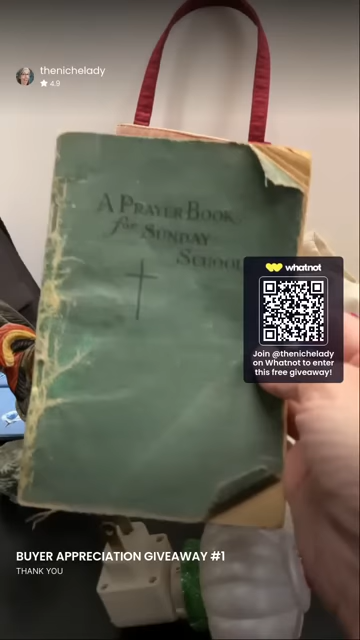 thenichelady
4.9
A PRAYER BOOK
for SUNDAY
SCHOOL
whatnot
Join @thenichelady
on Whatnot to enter
this free giveaway!
BUYER APPRECIATION GIVEAWAY #1
THANK YOU